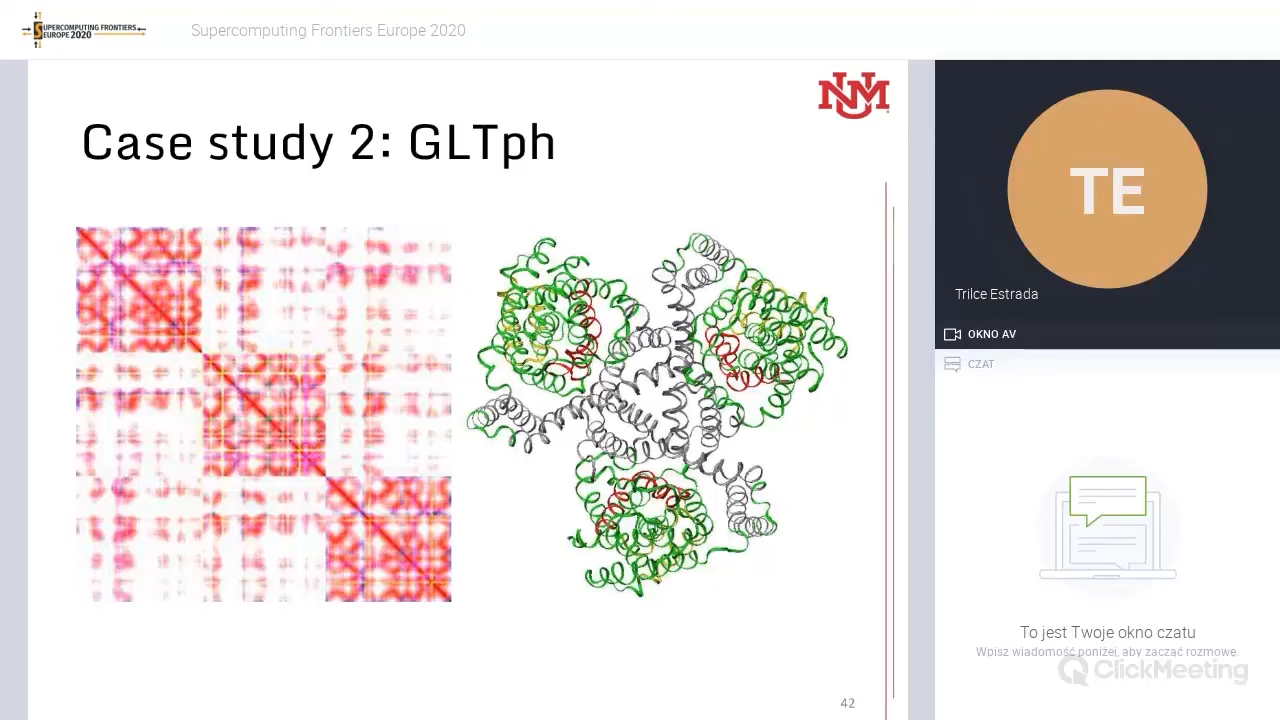 SUPERCOMPUTING FRONTIERS
EUROPE 2020
Supercomputing Frontiers Europe 2020
UNM
Case study 2: GLTph
42
TE
Trilce Estrada
OKNO AV
CZAT
To jest Twoje okno czatu
Wpisz wiadomość poniżej, aby zacząć rozmowę.
ClickMeeting